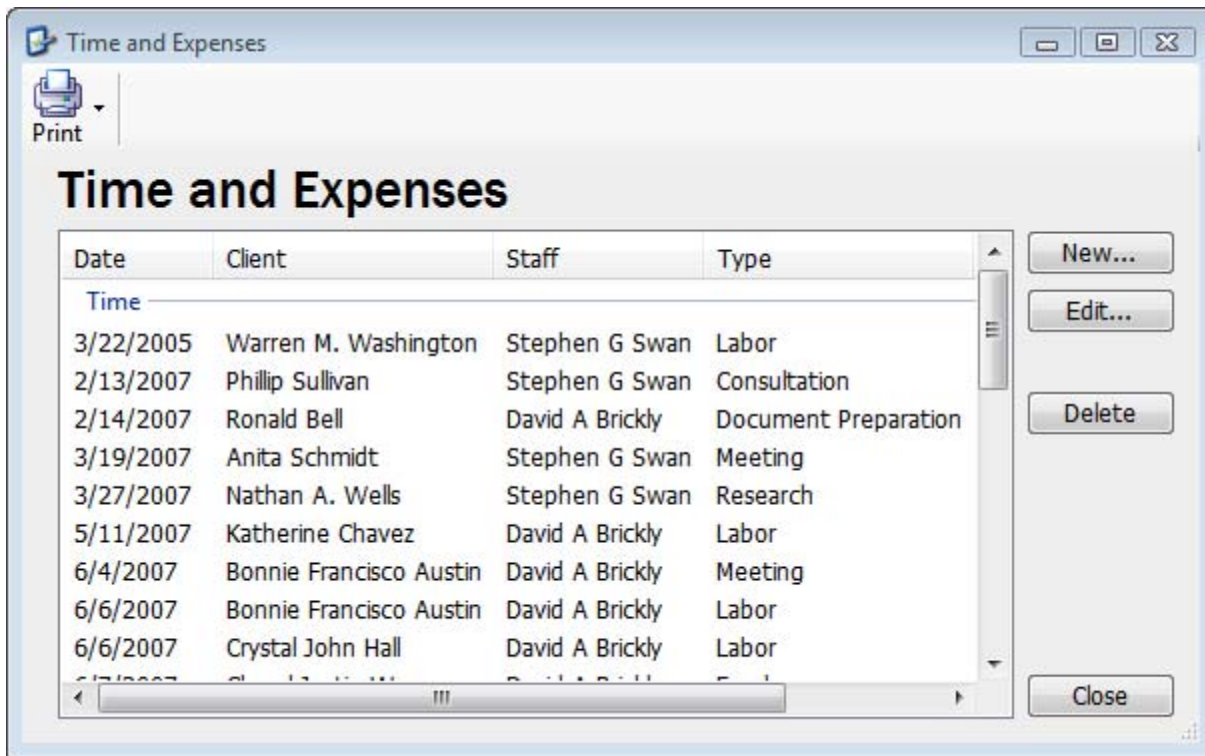 Time and Expenses
Print
Time and Expenses
Date Client Staff Type
New...
Time
Edit...
3/22/2005 Warren M. Washington Stephen G Swan Labor
2/13/2007 Phillip Sullivan Stephen G Swan Consultation
2/14/2007 Ronald Bell David A Brickly Document Preparation
Delete
3/19/2007 Anita Schmidt Stephen G Swan Meeting
3/27/2007 Nathan A. Wells Stephen G Swan Research
5/11/2007 Katherine Chavez David A Brickly Labor
6/4/2007 Bonnie Francisco Austin David A Brickly Meeting
6/6/2007 Bonnie Francisco Austin David A Brickly Labor
6/6/2007 Crystal John Hall David A Brickly Labor
Close